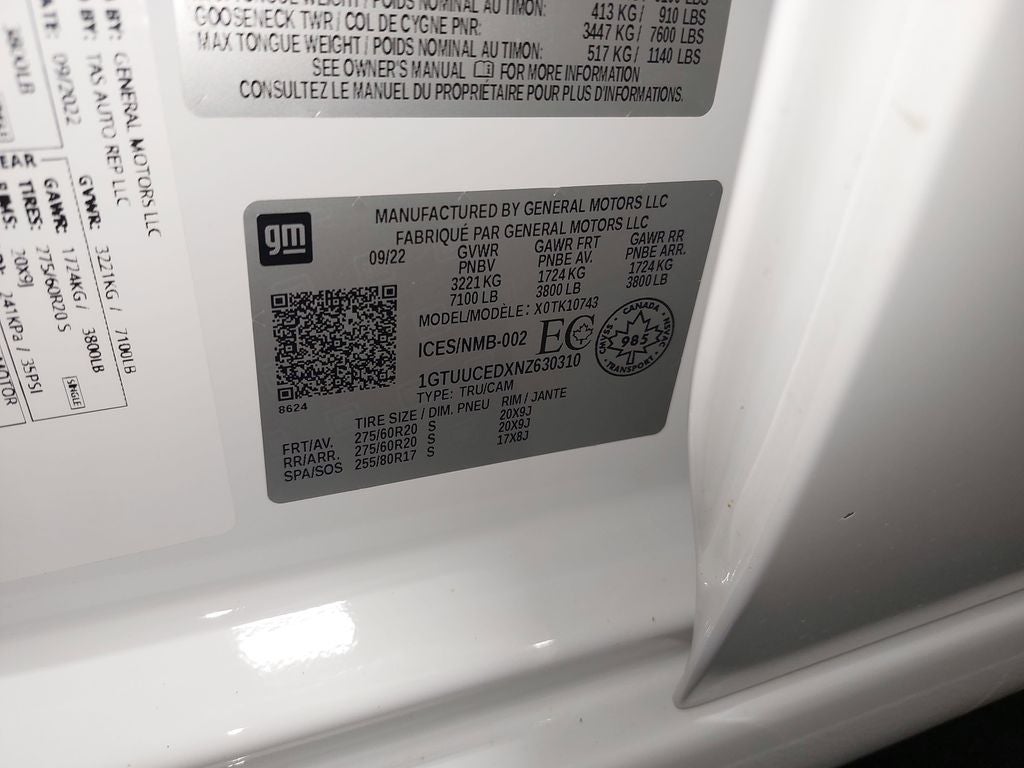 413 KG/ 910 LBS
GOOSENECK TWR / COL DE CYGNE PNR: 3447 KG/ 7600 LBS
MAX TONGUE WEIGHT / POIDS NOMINAL AU TIMON: 517 KG/ 1140 LBS
SEE OWNER'S MANUAL FOR MORE INFORMATION
CONSULTEZ LE MANUEL DU PROPRIÉTAIRE POUR PLUS D'INFORMATIONS.
gm
MANUFACTURED BY GENERAL MOTORS LLC
FABRIQUÉ PAR GENERAL MOTORS LLC
09/22 GVWR GAWR FRT GAWR RR
PNBV PNBE AV. PNBE ARR.
3221 KG 1724 KG 1724 KG
7100 LB 3800 LB 3800 LB
MODEL/MODÈLE: X0TK10743
ICES/NMB-002 EC
CANADA
985
TRANSPORT
1GTUUCEDXNZ630310
TYPE: TRU/CAM
8624
TIRE SIZE / DIM. PNEU RIM / JANTE
FRT/AV. 275/60R20 S 20X9J
RR/ARR. 275/60R20 S 20X9J
SPA/SOS 255/80R17 S 17X8J
BY: GENERAL MOTORS LLC
BY: TAS AUTO REP LLC
09/2022
GVWR: 3221KG / 7100LB
GAWR: 1724KG/ 3800LB
TIRES: 275/60R20 S SINGLE
20X9J
241KPa / 35PSI